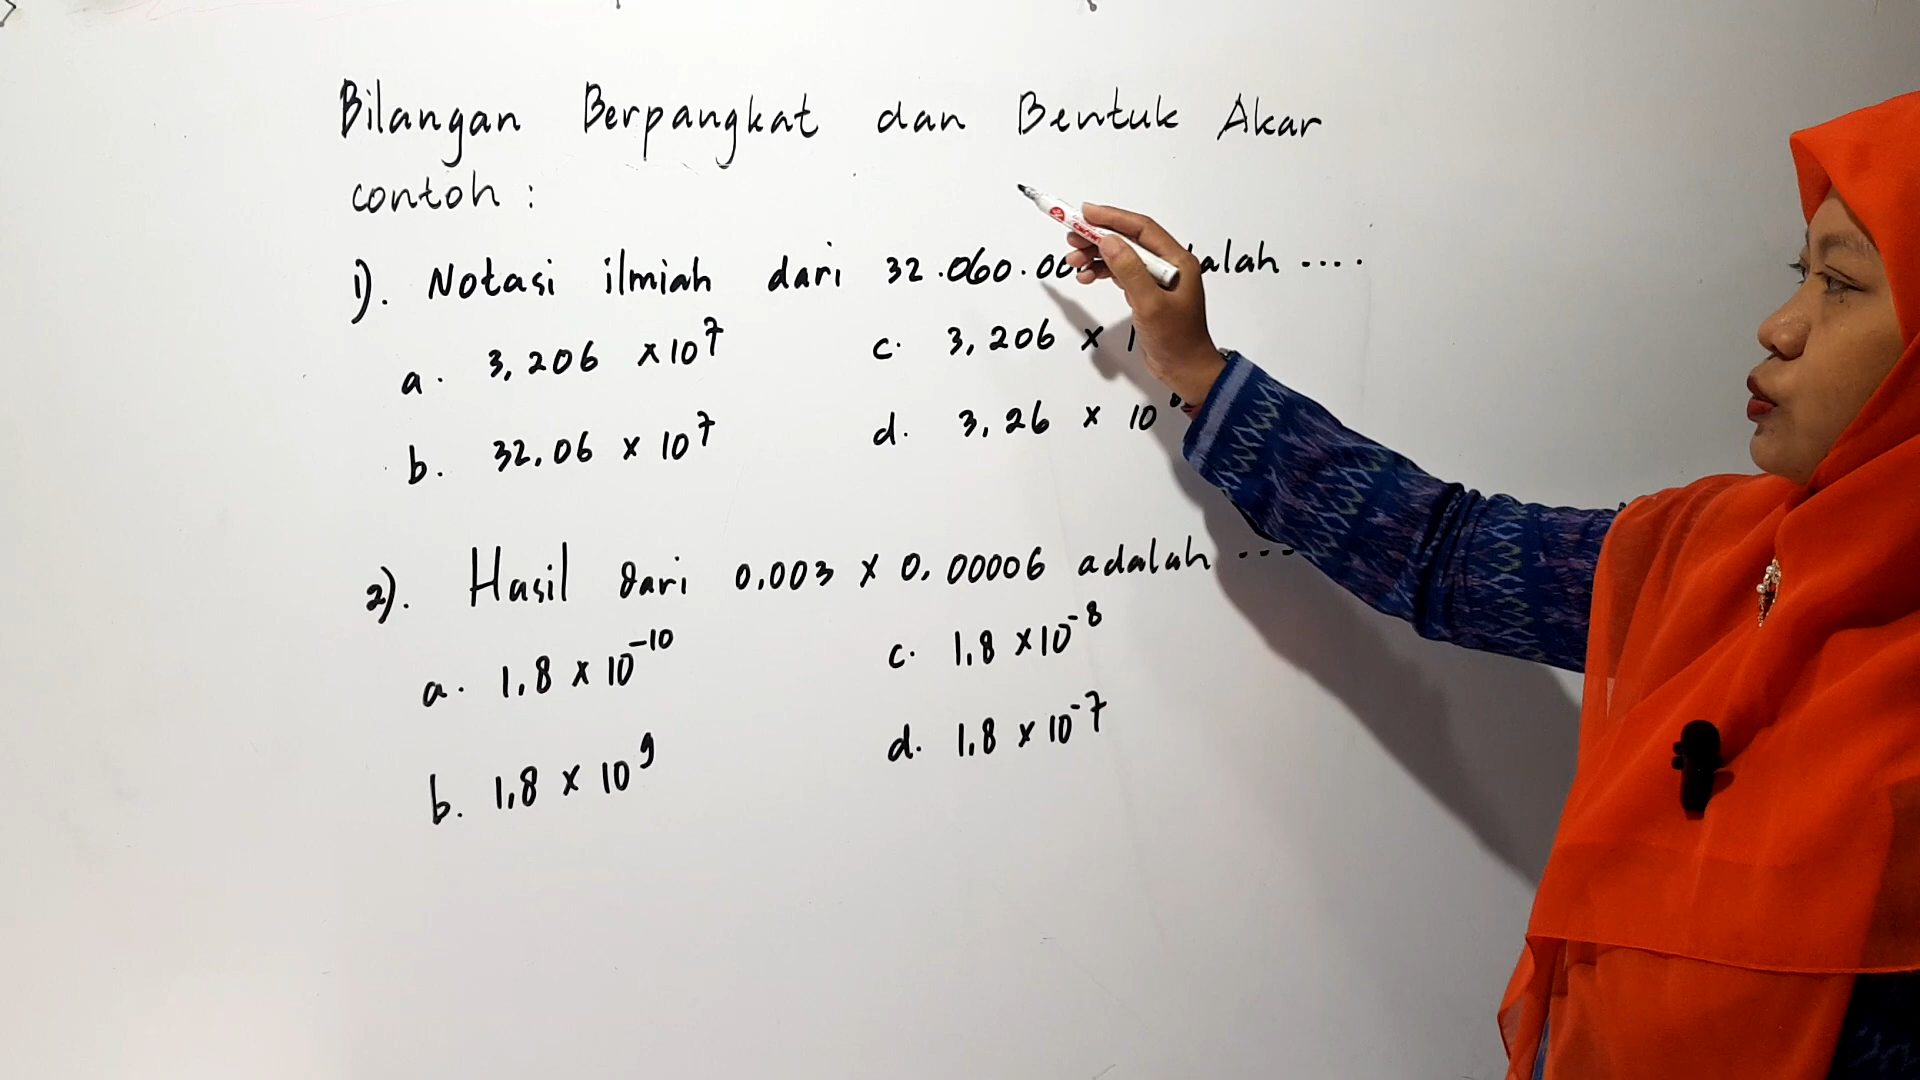 Bilangan Berpangkat dan Bentuk Akar
contoh :
1). Notasi ilmiah dari 32.060.00 alah ....
a. 3,206 x 10⁷
c. 3,206 x 1
b. 32,06 x 10⁷
d. 3,26 x 10
2). Hasil dari 0.003 x 0,00006 adalah ....
a. 1,8 x 10⁻¹⁰
c. 1,8 x 10⁻⁸
b. 1,8 x 10⁹
d. 1,8 x 10⁻⁷